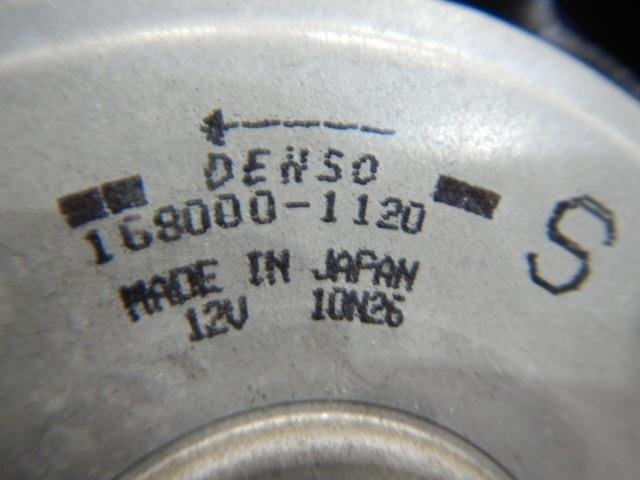 DENSO
168000-1120
S
MADE IN JAPAN
12V 10N26